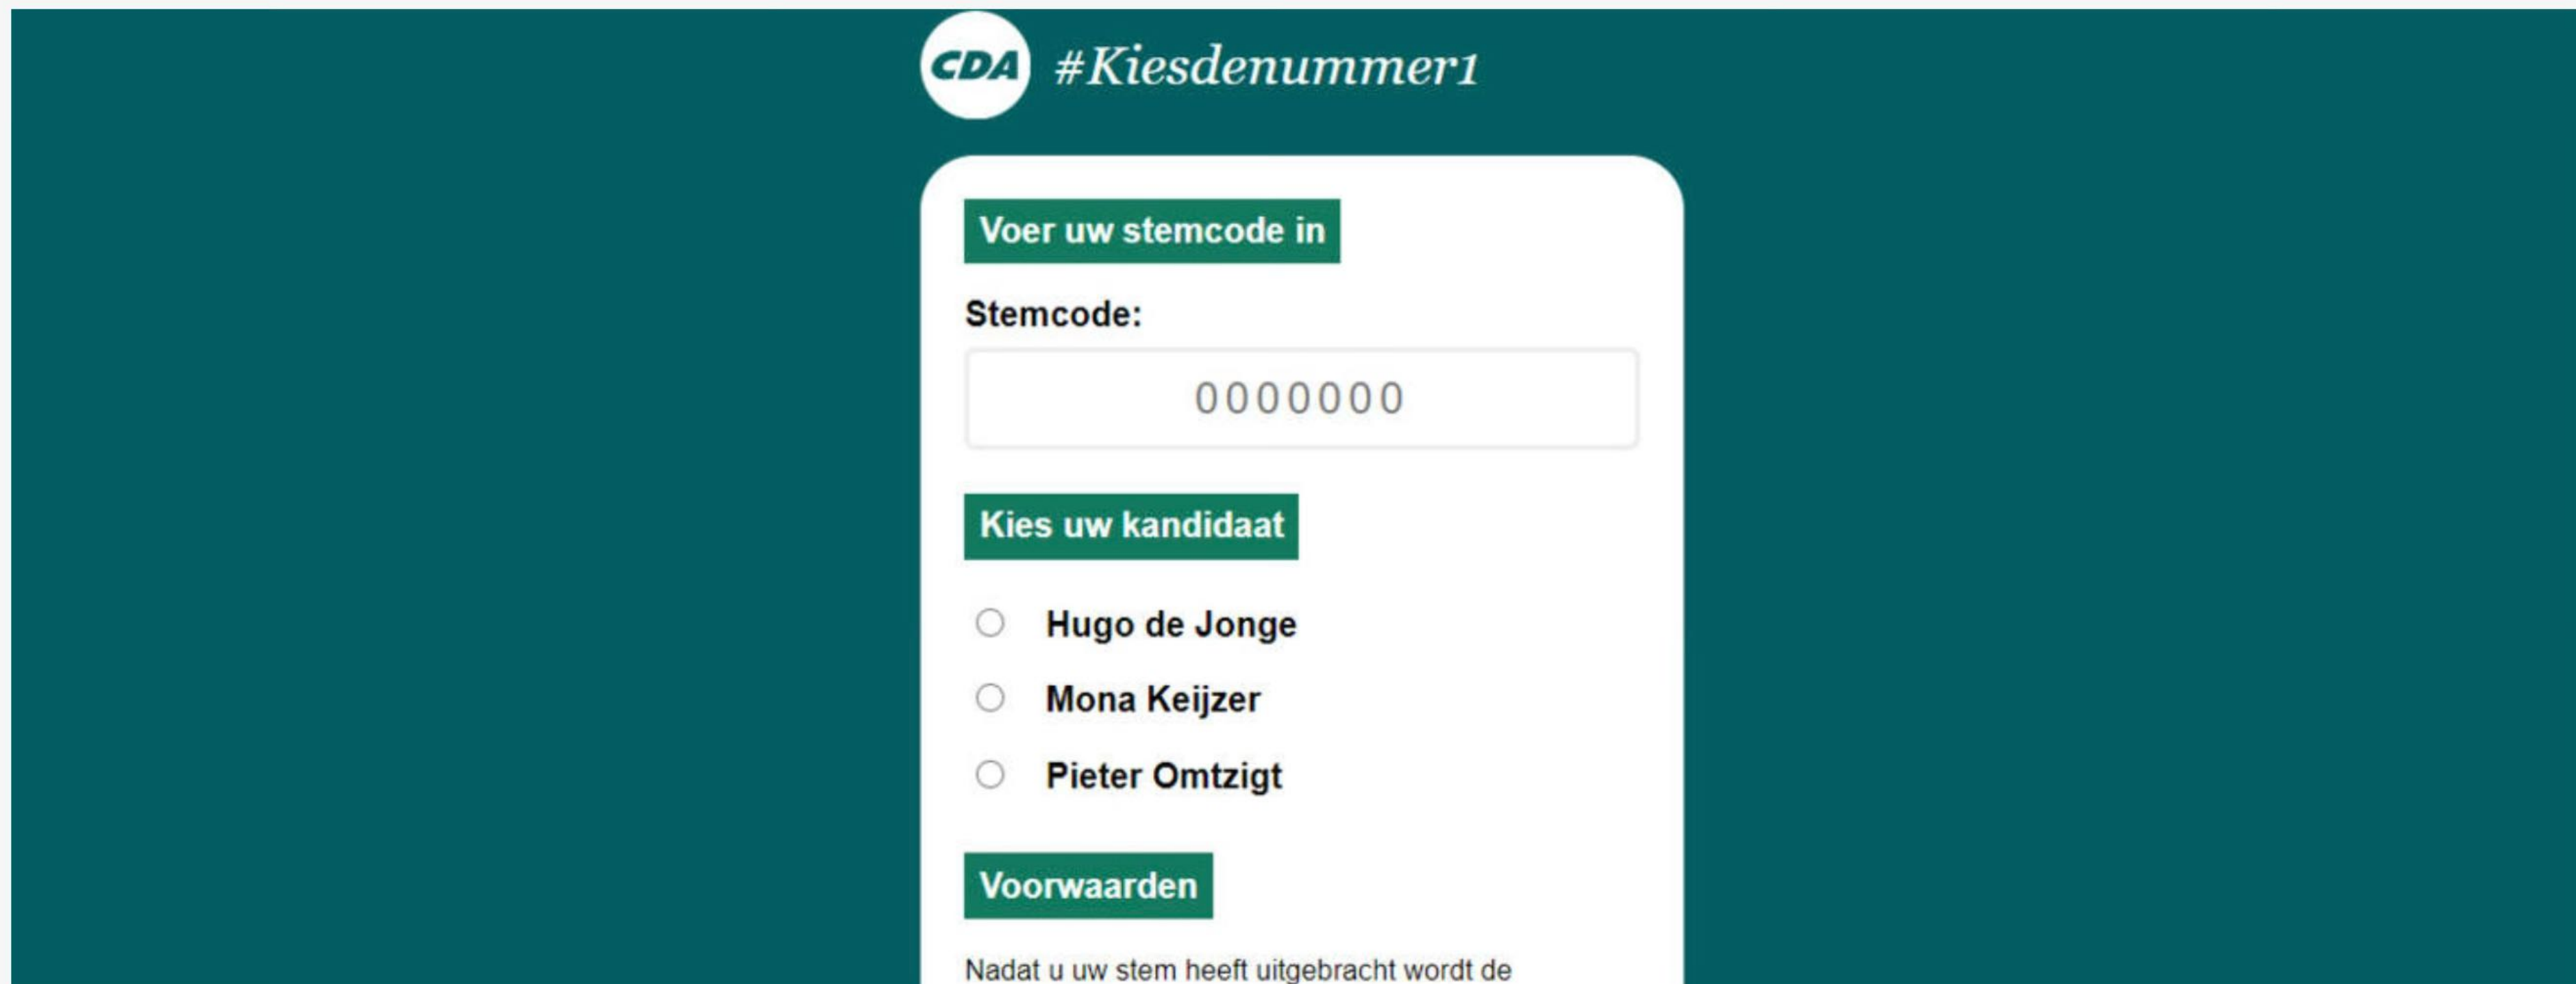 CDA #Kiesdenummer1
Voer uw stemcode in
Stemcode:
0000000
Kies uw kandidaat
Hugo de Jonge
Mona Keijzer
Pieter Omtzigt
Voorwaarden
Nadat u uw stem heeft uitgebracht wordt de